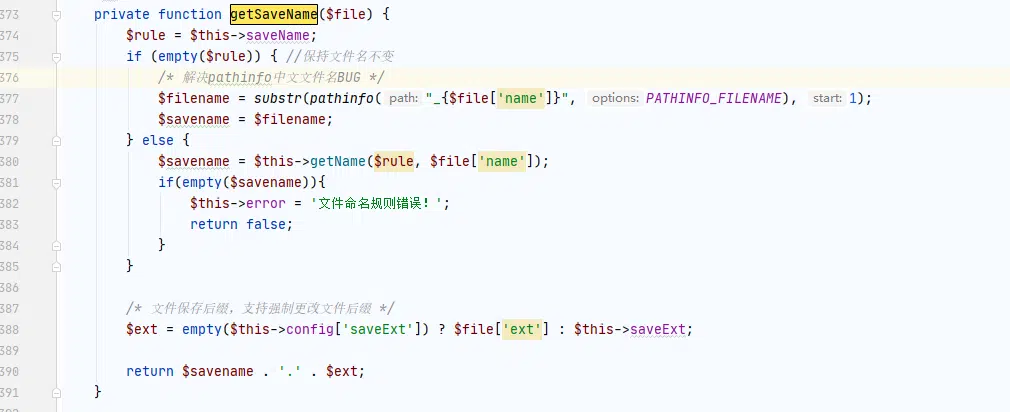 373 private function getSaveName($file) {
374 $rule = $this->saveName;
375 if (empty($rule)) { //保持文件名不变
376 /* 解决pathinfo中文文件名BUG */
377 $filename = substr(pathinfo( path: "_{$file['name']}", options: PATHINFO_FILENAME), start: 1);
378 $savename = $filename;
379 } else {
380 $savename = $this->getName($rule, $file['name']);
381 if(empty($savename)){
382 $this->error = '文件命名规则错误！';
383 return false;
384 }
385 }
386
387 /* 文件保存后缀，支持强制更改文件后缀 */
388 $ext = empty($this->config['saveExt']) ? $file['ext'] : $this->saveExt;
389
390 return $savename . '.' . $ext;
391 }